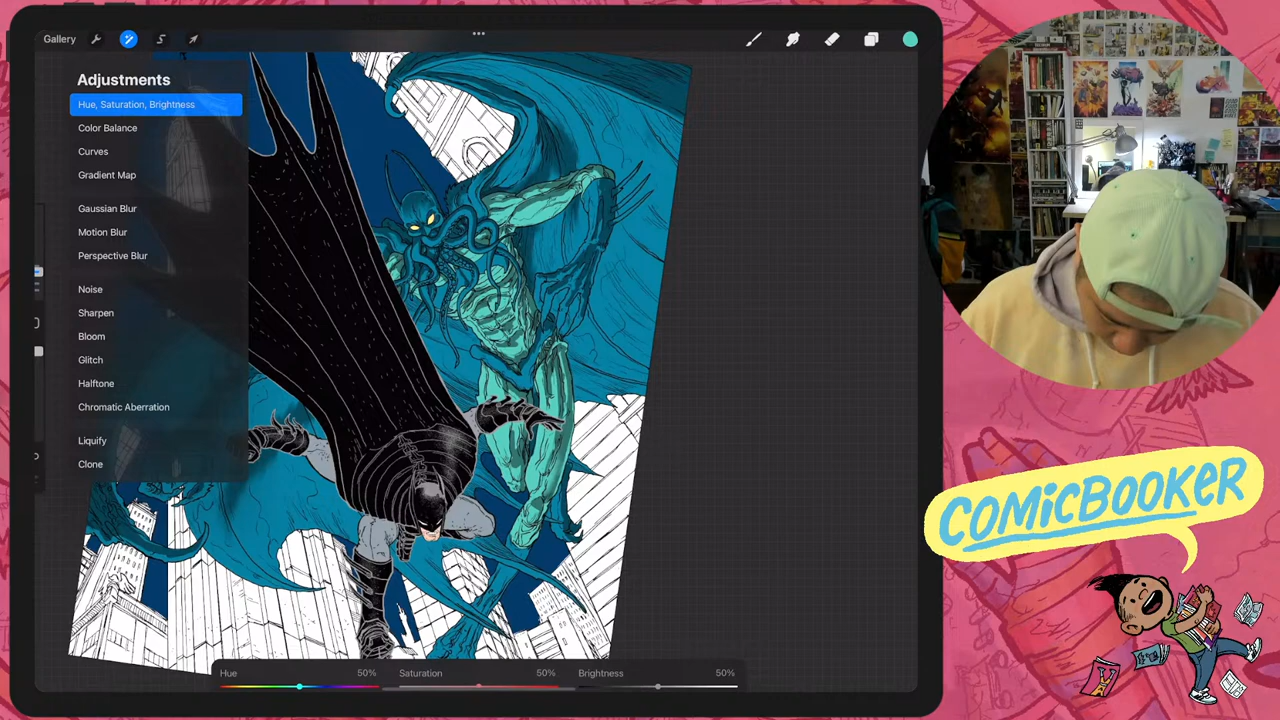 Gallery
Adjustments
Hue, Saturation, Brightness
Color Balance
Curves
Gradient Map
Gaussian Blur
Motion Blur
Perspective Blur
Noise
Sharpen
Bloom
Glitch
Halftone
Chromatic Aberration
Liquify
Clone
Hue 50% Saturation 50% Brightness 50%
COMICBOOKER